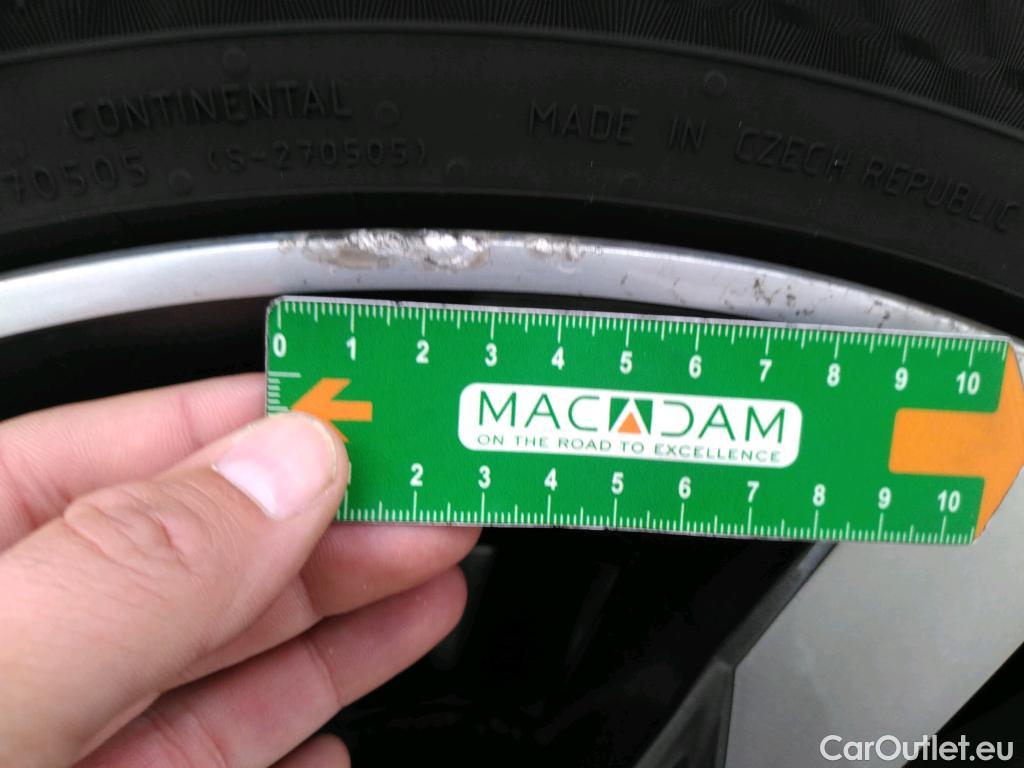 CONTINENTAL
MADE IN CZECH REPUBLIC
70505 (S-270505)
0 1 2 3 4 5 6 7 8 9 10
MACADAM
ON THE ROAD TO EXCELLENCE
2 3 4 5 6 7 8 9 10
CarOutlet.eu